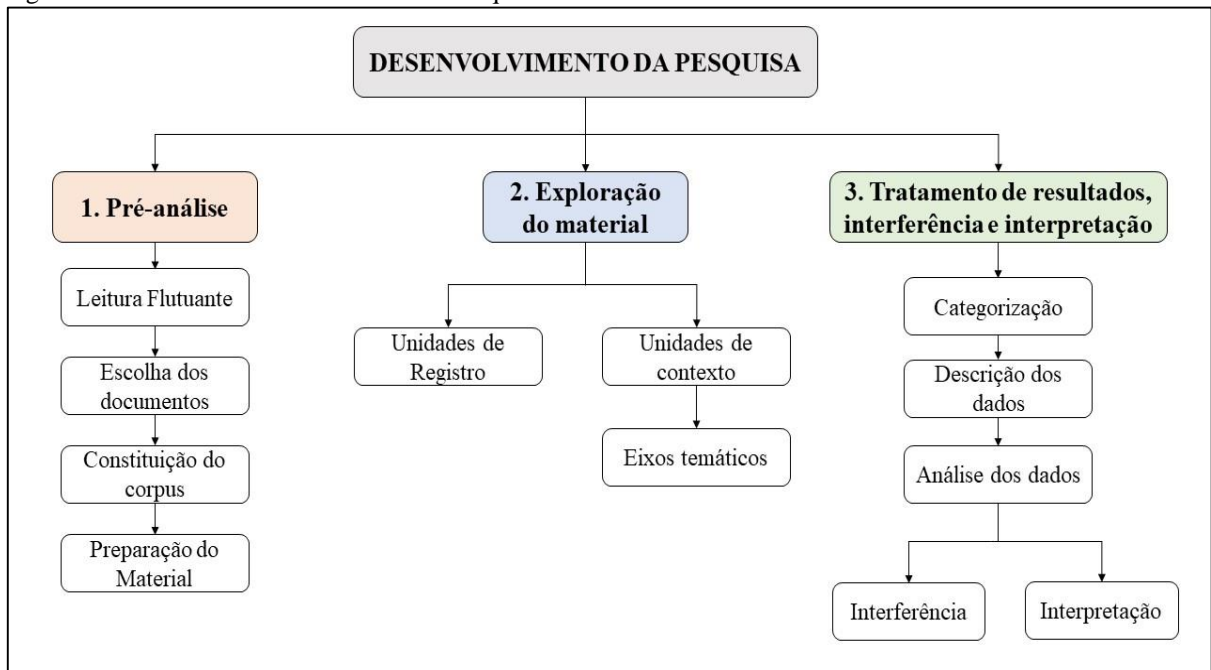 DESENVOLVIMENTO DA PESQUISA
1. Pré-análise
Leitura Flutuante
Escolha dos
documentos
Constituição do
corpus
Preparação do
Material
2. Exploração
do material
Unidades de
Registro
Unidades de
contexto
Eixos temáticos
3. Tratamento de resultados,
interferência e interpretação
Categorização
Descrição dos
dados
Análise dos dados
Interferência
Interpretação